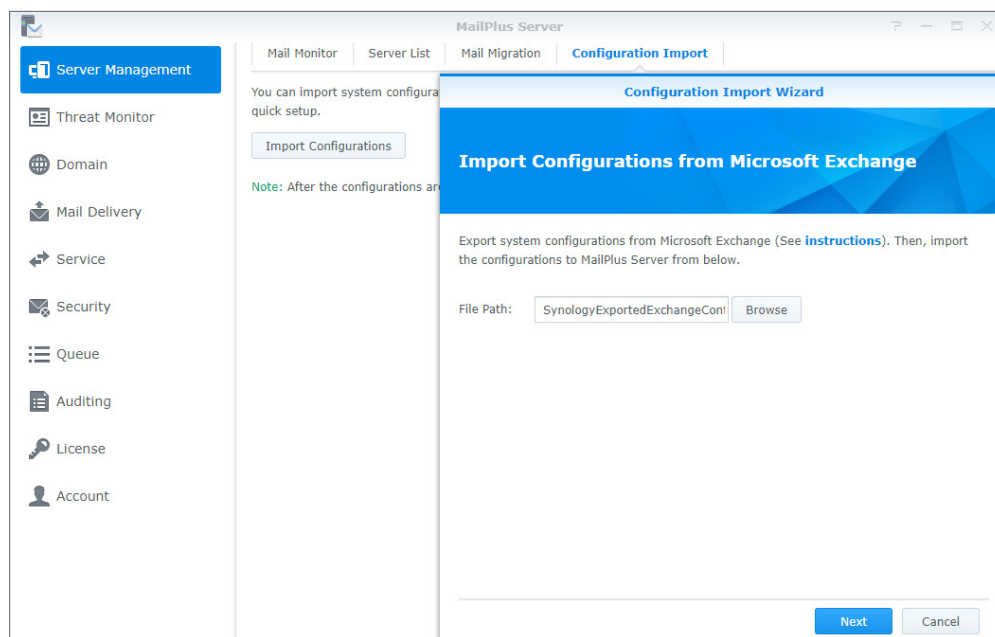 MailPlus Server
Server Management
Threat Monitor
Domain
Mail Delivery
Service
Security
Queue
Auditing
License
Account
Mail Monitor
Server List
Mail Migration
Configuration Import
You can import system configura
quick setup.
Import Configurations
Note: After the configurations are
Configuration Import Wizard
Import Configurations from Microsoft Exchange
Export system configurations from Microsoft Exchange (See instructions). Then, import
the configurations to MailPlus Server from below.
File Path:
SynologyExportedExchangeConf
Browse
Next
Cancel